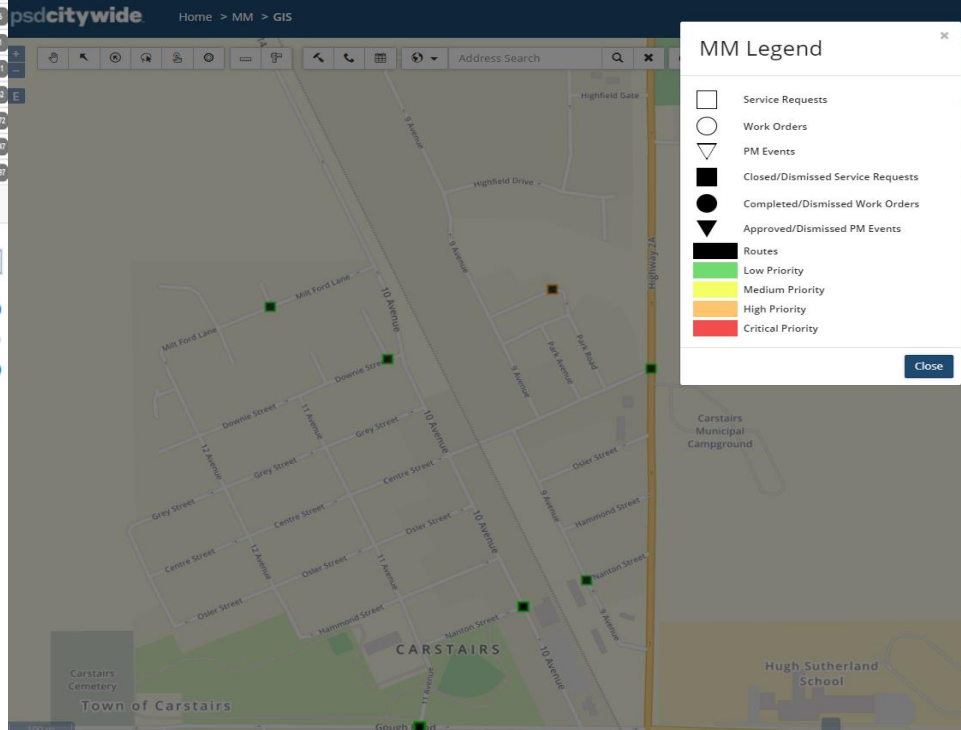 psdcitywide
Home > MM > GIS
+
−
E
Address Search
MM Legend
×
Service Requests
Work Orders
PM Events
Closed/Dismissed Service Requests
Completed/Dismissed Work Orders
Approved/Dismissed PM Events
Routes
Low Priority
Medium Priority
High Priority
Critical Priority
Close
9 Avenue
Highfield Gate
Highfield Drive
9 Avenue
Highway 2A
Milt Ford Lane
10 Avenue
Milt Ford Lane
Park Road
Park Avenue
9 Avenue
Downie Street
Downie Street
11 Avenue
10 Avenue
Grey Street
Carstairs
Municipal
Campground
12 Avenue
Grey Street
Centre Street
Osler Street
Grey Street
Centre Street
9 Avenue
Hammond Street
Osler Street
10 Avenue
Centre Street
12 Avenue
Osler Street
11 Avenue
Nanton Street
Osler Street
Hammond Street
Nanton Street
9 Avenue
CARSTAIRS
10 Avenue
Carstairs
Cemetery
11 Avenue
Hugh Sutherland
School
Town of Carstairs